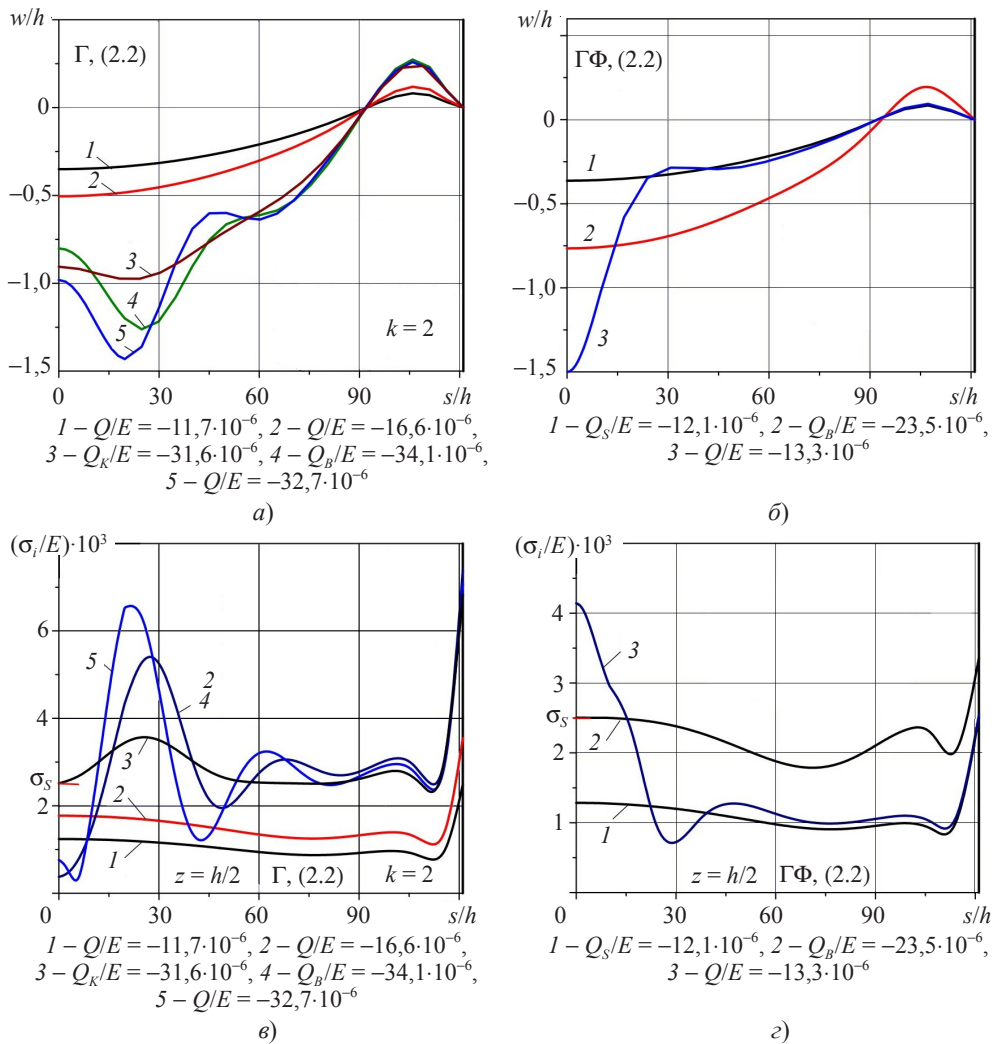 w/h
Г, (2.2)
0
–0,5
–1,0
–1,5
1
2
3
4
5
k = 2
0
30
60
90
s/h
1 – Q/E = –11,7·10⁻⁶, 2 – Q/E = –16,6·10⁻⁶,
3 – Q_K/E = –31,6·10⁻⁶, 4 – Q_B/E = –34,1·10⁻⁶,
5 – Q/E = –32,7·10⁻⁶
а)
w/h
ГФ, (2.2)
0
–0,5
–1,0
–1,5
1
2
3
0
30
60
90
s/h
1 – Q_S/E = –12,1·10⁻⁶, 2 – Q_B/E = –23,5·10⁻⁶,
3 – Q/E = –13,3·10⁻⁶
б)
(σ_i/E)·10³
6
4
σ_S
2
5
2
4
3
2
1
z = h/2
Г, (2.2)
k = 2
0
30
60
90
s/h
1 – Q/E = –11,7·10⁻⁶, 2 – Q/E = –16,6·10⁻⁶,
3 – Q_K/E = –31,6·10⁻⁶, 4 – Q_B/E = –34,1·10⁻⁶,
5 – Q/E = –32,7·10⁻⁶
в)
(σ_i/E)·10³
4
3
σ_S
2
1
3
2
1
z = h/2
ГФ, (2.2)
0
30
60
90
s/h
1 – Q_S/E = –12,1·10⁻⁶, 2 – Q_B/E = –23,5·10⁻⁶,
3 – Q/E = –13,3·10⁻⁶
г)